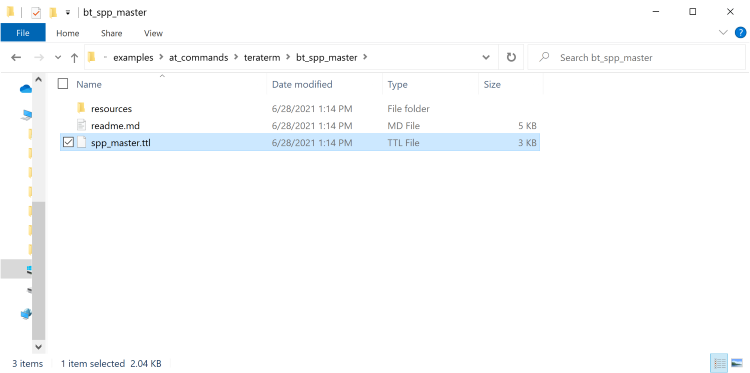 bt_spp_master
File Home Share View
examples at_commands teraterm bt_spp_master Search bt_spp_master
Name Date modified Type Size
resources 6/28/2021 1:14 PM File folder
readme.md 6/28/2021 1:14 PM MD File 5 KB
spp_master.ttl 6/28/2021 1:14 PM TTL File 3 KB
3 items 1 item selected 2.04 KB